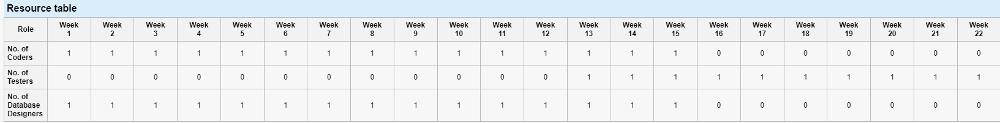 Resource table
Role Week 1 Week 2 Week 3 Week 4 Week 5 Week 6 Week 7 Week 8 Week 9 Week 10 Week 11 Week 12 Week 13 Week 14 Week 15 Week 16 Week 17 Week 18 Week 19 Week 20 Week 21 Week 22
No. of Coders 1 1 1 1 1 1 1 1 1 1 1 1 1 1 1 0 0 0 0 0 0 0
No. of Testers 0 0 0 0 0 0 0 0 0 0 0 0 1 1 1 1 1 1 1 1 1 1
No. of Database Designers 1 1 1 1 1 1 1 1 1 1 1 1 1 1 1 0 0 0 0 0 0 0